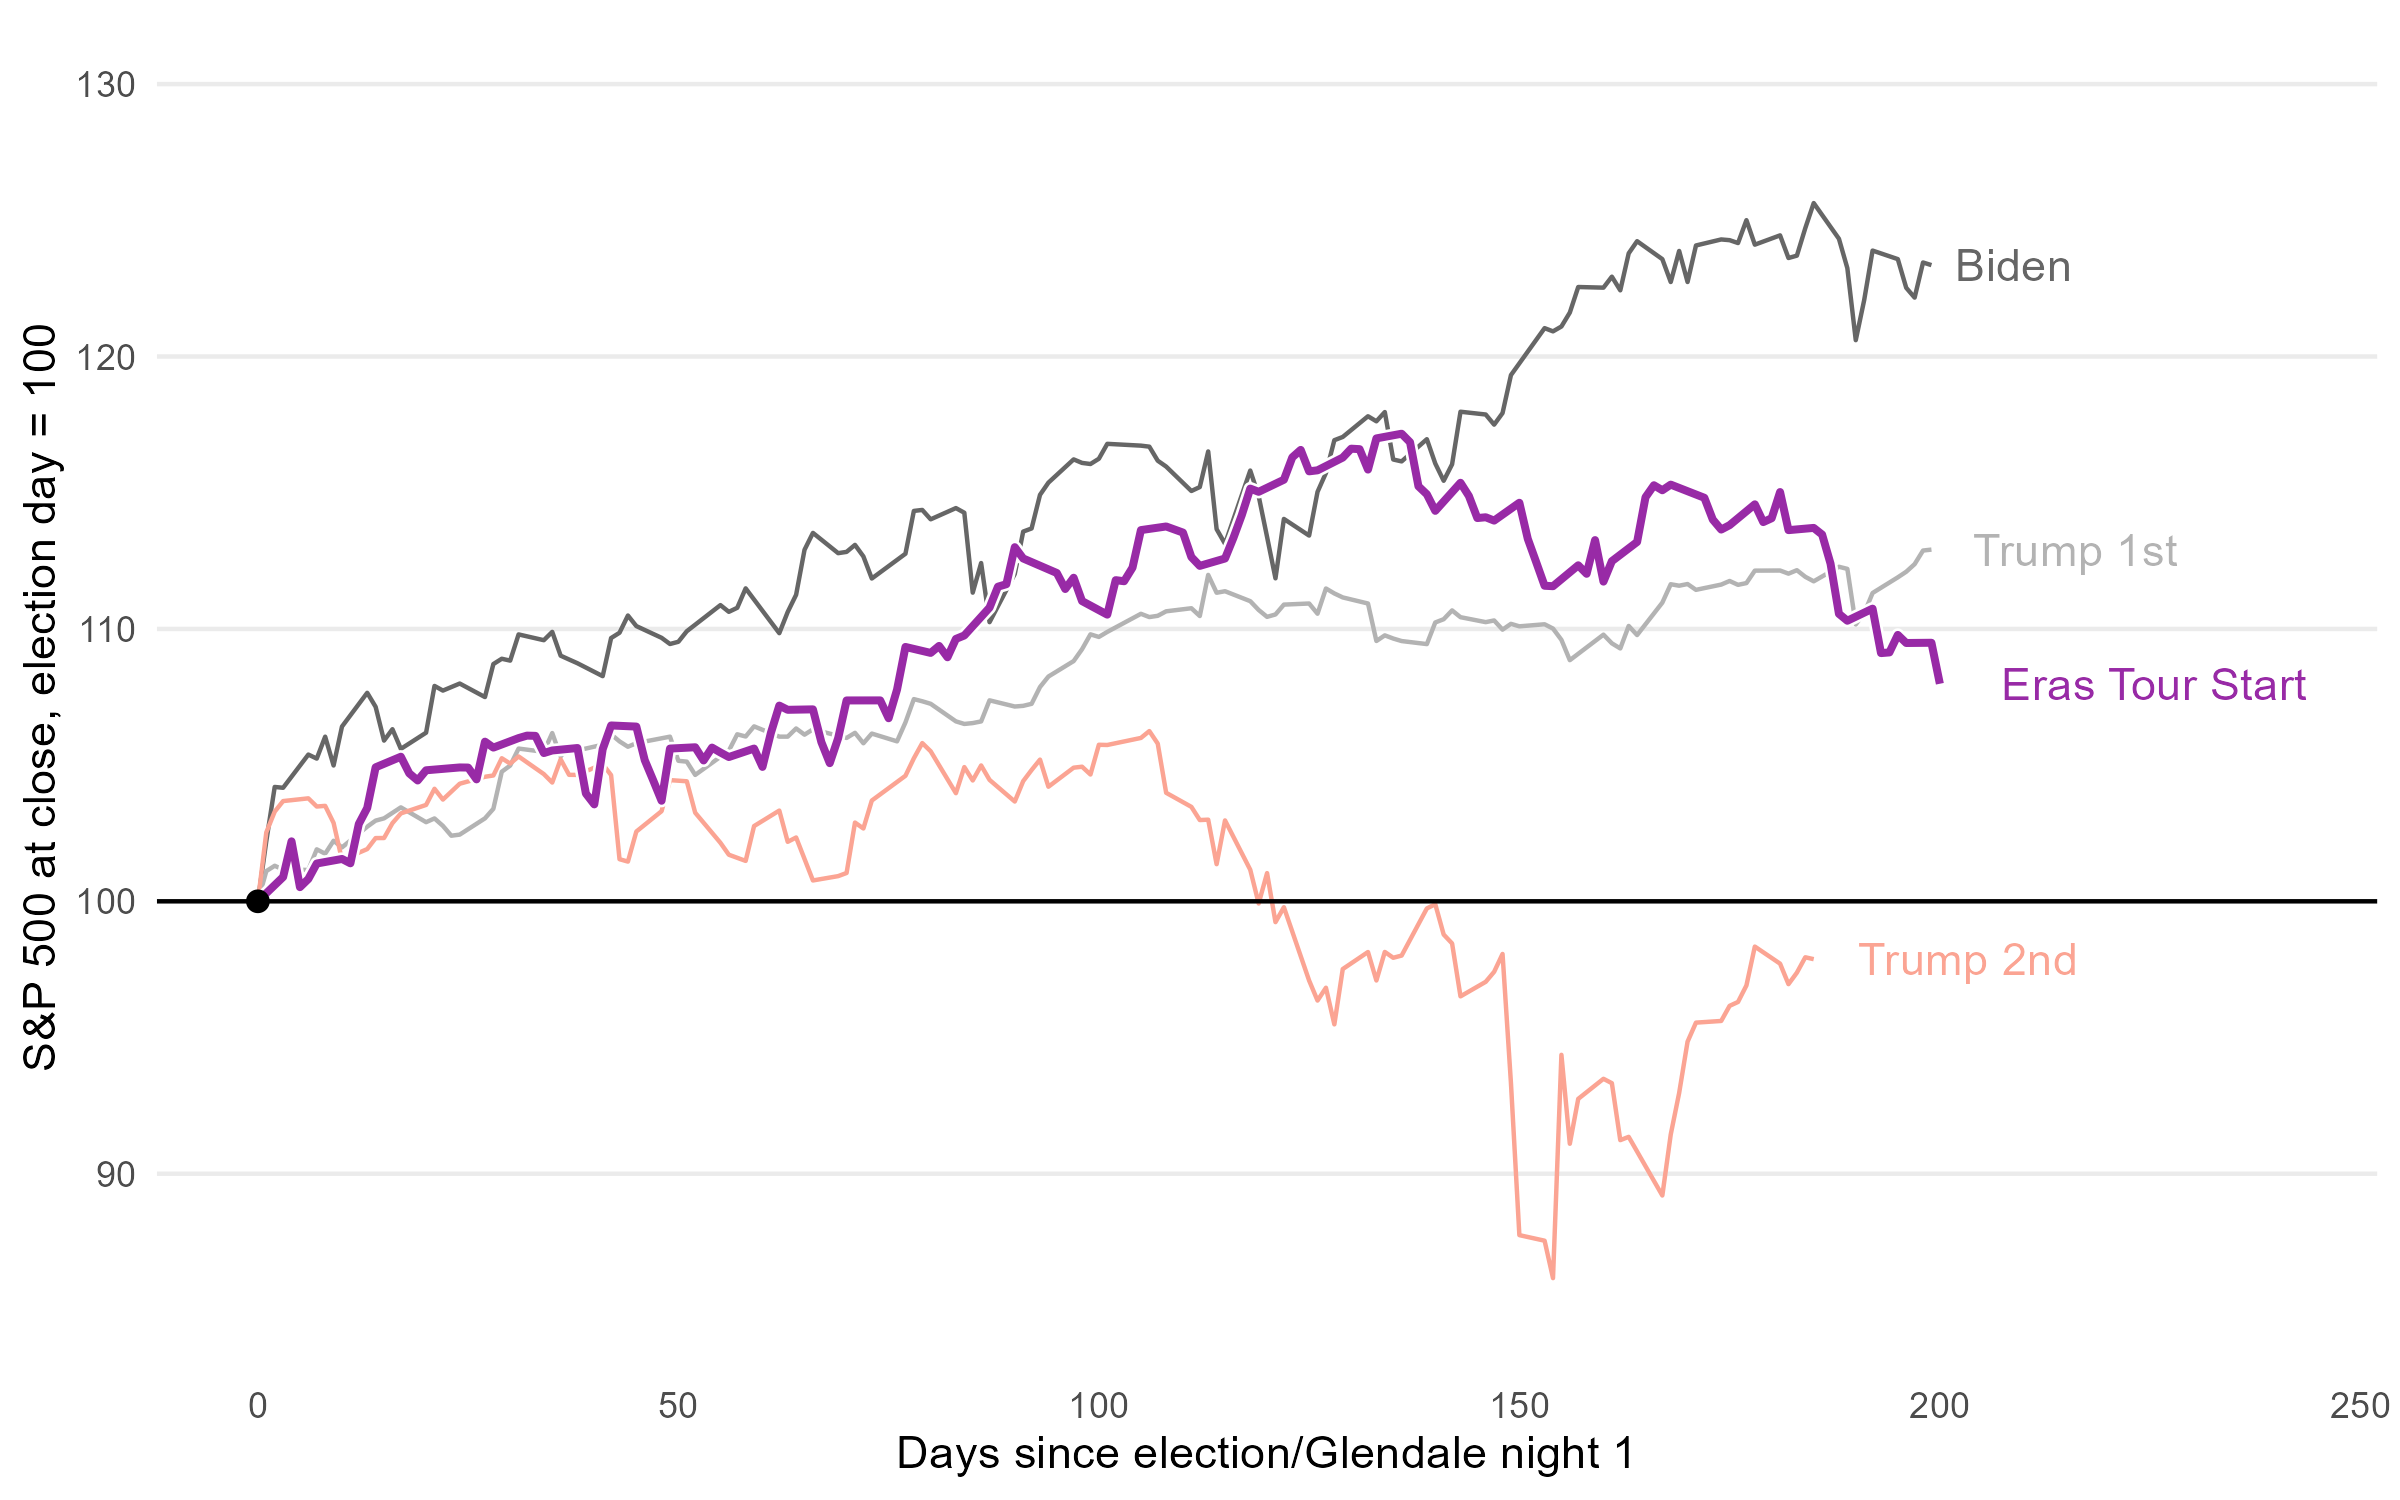 S&P 500 at close, election day = 100
130
120
110
100
90
Biden
Trump 1st
Eras Tour Start
Trump 2nd
0 50 100 150 200 250
Days since election/Glendale night 1